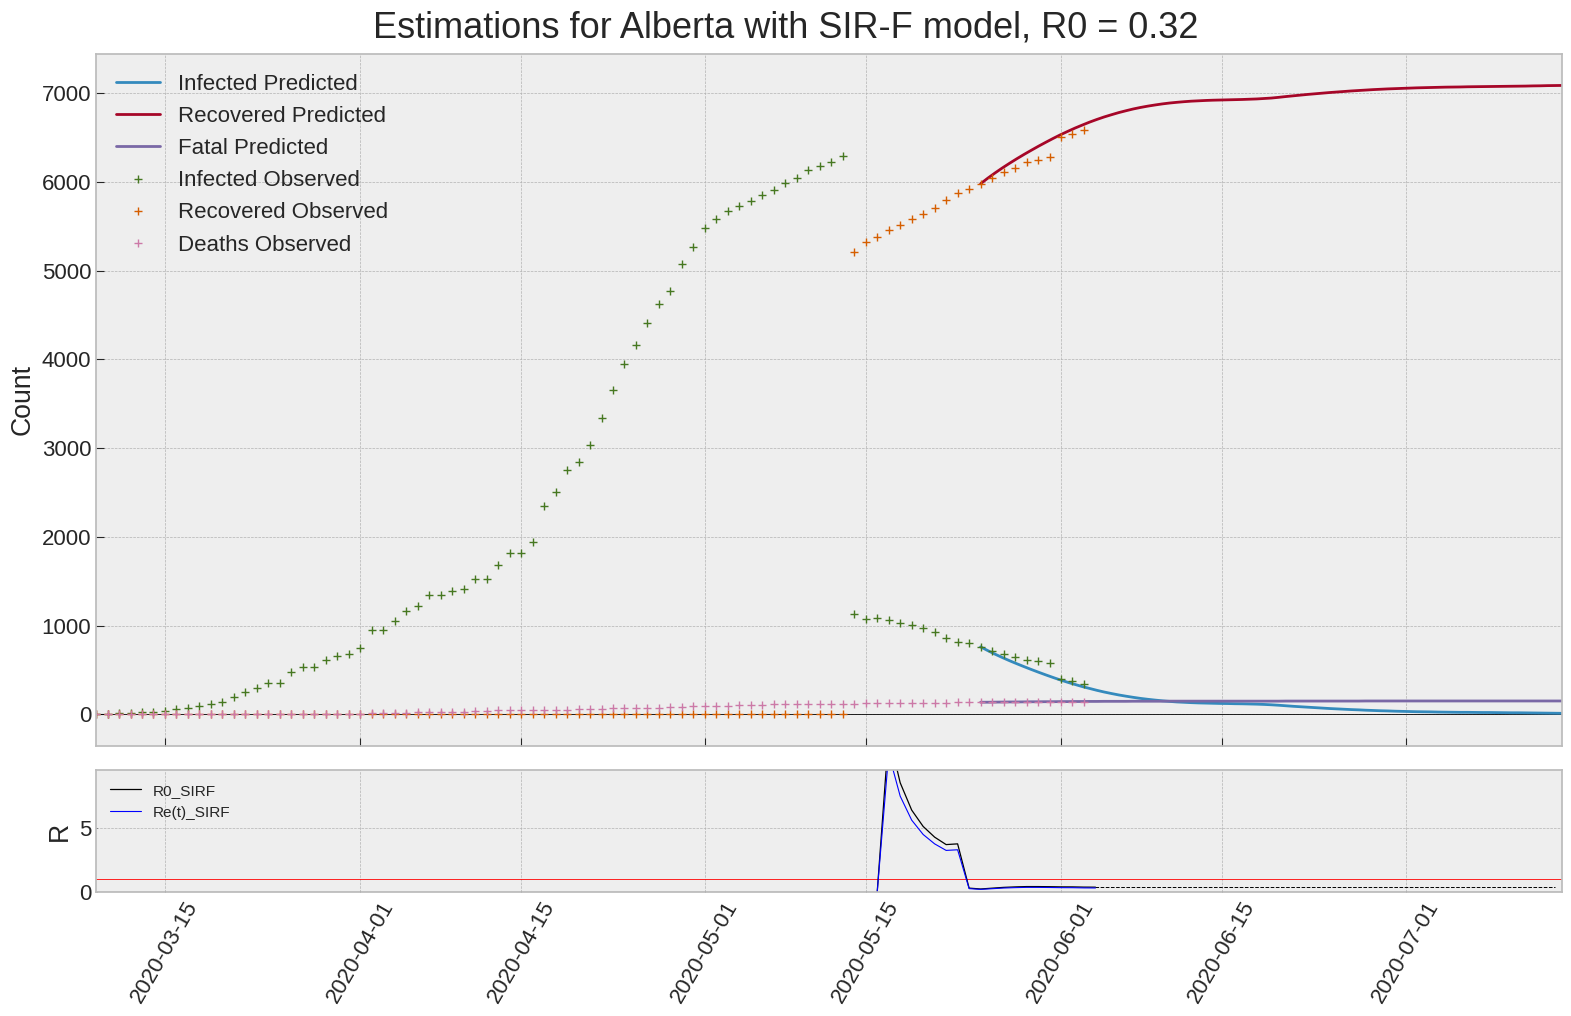 Estimations for Alberta with SIR-F model, R0 = 0.32
Infected Predicted
Recovered Predicted
Fatal Predicted
Infected Observed
Recovered Observed
Deaths Observed
7000
6000
5000
4000
3000
2000
1000
0
Count
R0_SIRF
Re(t)_SIRF
5
0
R
2020-03-15
2020-04-01
2020-04-15
2020-05-01
2020-05-15
2020-06-01
2020-06-15
2020-07-01